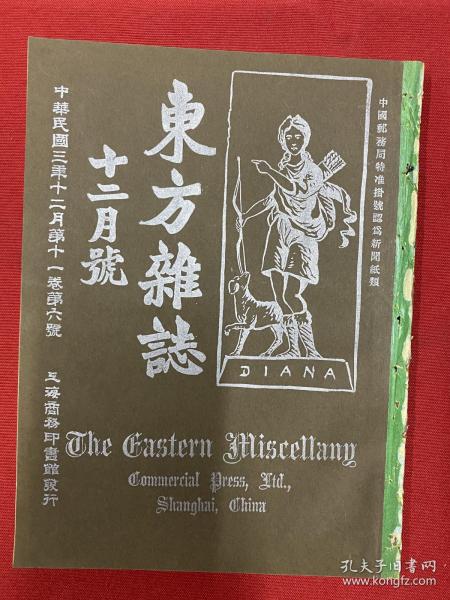 中國郵務局特准掛號認爲新聞紙類
東方雜誌
十二月號
中華民國三年十二月第十一卷第六號
上海商務印書館發行
DIANA
The Eastern Miscellany
Commercial Press, Ltd.,
Shanghai, China
孔夫子旧书网
www.kongfz.com